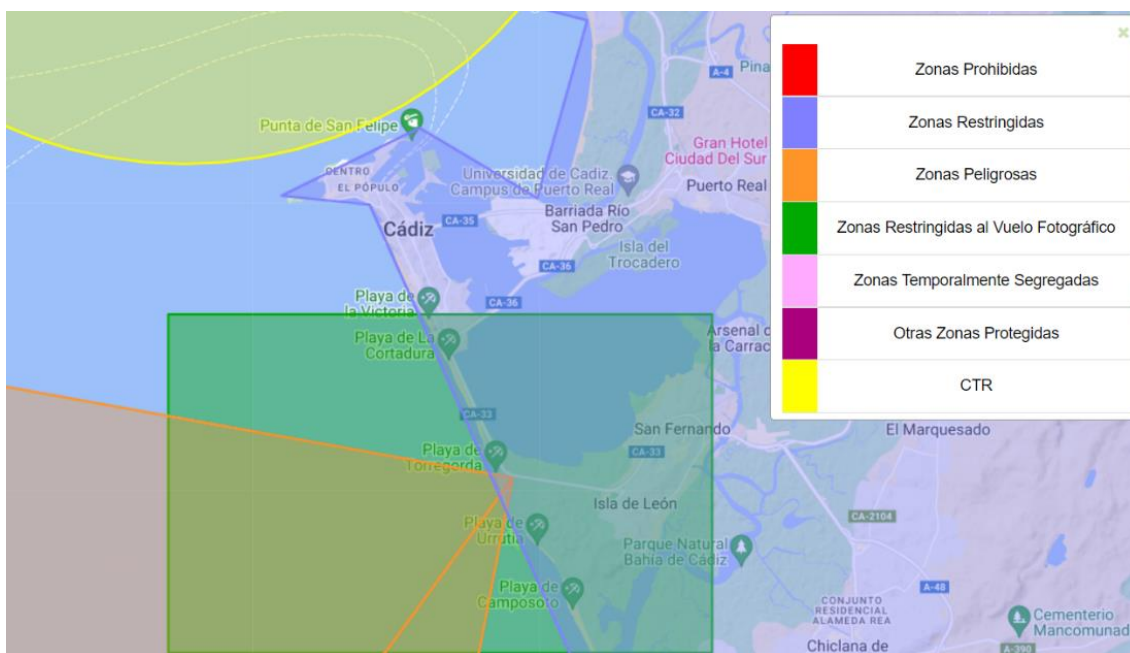 Zonas Prohibidas
Zonas Restringidas
Zonas Peligrosas
Zonas Restringidas al Vuelo Fotográfico
Zonas Temporalmente Segregadas
Otras Zonas Protegidas
CTR
A-4
Pina
CA-32
Punta de San Felipe
Gran Hotel
Ciudad Del Sur
CENTRO
EL PÓPULO
Universidad de Cadiz.
Campus de Puerto Real
Puerto Real
Barriada Río
San Pedro
CA-35
Cádiz
Isla del
Trocadero
CA-36
Playa de
la Victoria
CA-36
Playa de La
Cortadura
Arsenal d
la Carrac
CA-33
San Fernando
El Marquesado
CA-33
Playa de
Torregorda
Isla de León
CA-2104
Playa de
Urrutia
Parque Natural
Bahía de Cádiz
Playa de
Camposoto
A-48
CONJUNTO
RESIDENCIAL
ALAMEDA REA
Cementerio
Mancomunad
Chiclana de
A-390